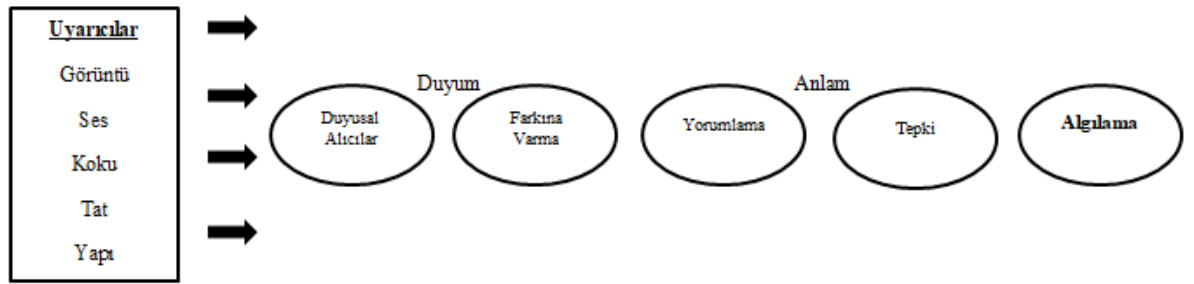 Uyarıcılar
Görüntü
Ses
Koku
Tat
Yapı
Duyum
Duyusal
Alıcılar
Farkına
Varma
Anlam
Yorumlama
Tepki
Algılama